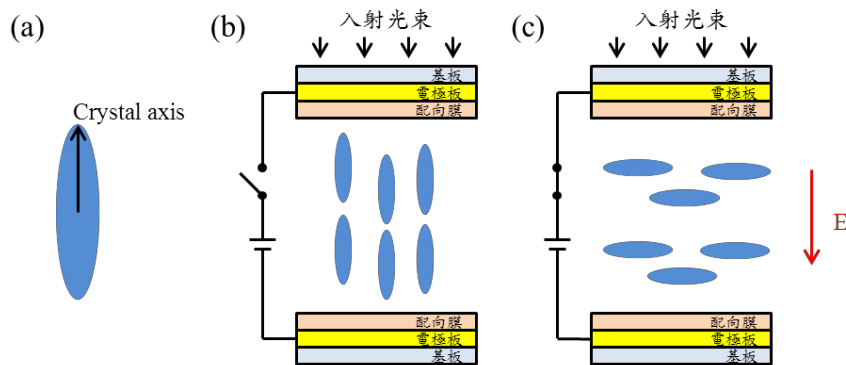 (a)
Crystal axis
(b)
入射光束
基板
電極板
配向膜
配向膜
電極板
基板
(c)
入射光束
基板
電極板
配向膜
E
配向膜
電極板
基板